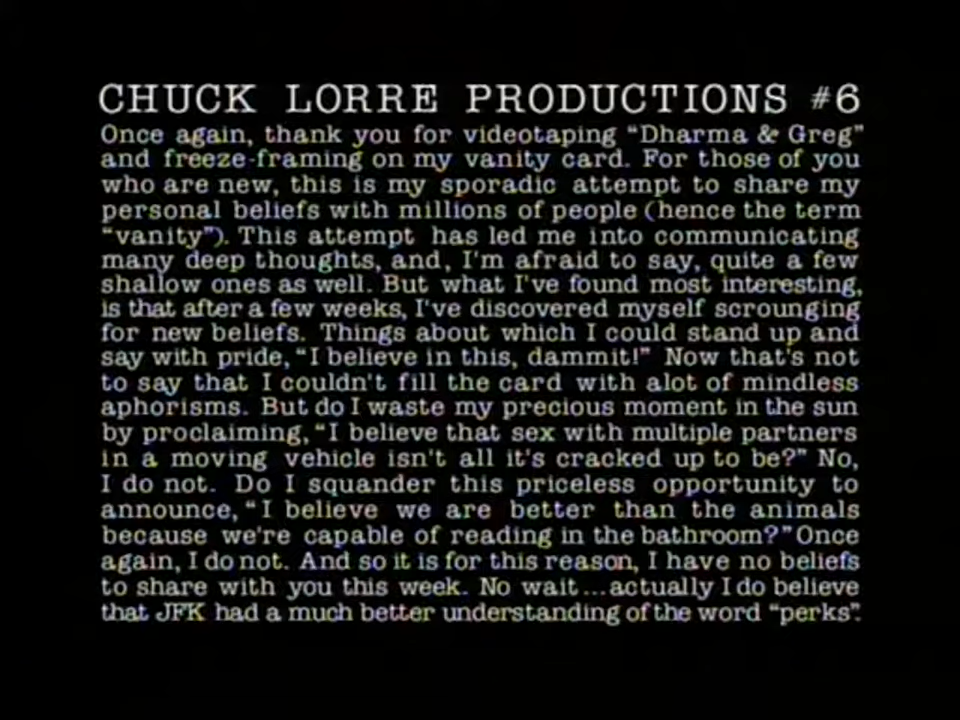 CHUCK LORRE PRODUCTIONS #6
Once again, thank you for videotaping "Dharma & Greg"
and freeze-framing on my vanity card. For those of you
who are new, this is my sporadic attempt to share my
personal beliefs with millions of people (hence the term
"vanity"). This attempt has led me into communicating
many deep thoughts, and, I'm afraid to say, quite a few
shallow ones as well. But what I've found most interesting,
is that after a few weeks, I've discovered myself scrounging
for new beliefs. Things about which I could stand up and
say with pride, "I believe in this, dammit!" Now that's not
to say that I couldn't fill the card with alot of mindless
aphorisms. But do I waste my precious moment in the sun
by proclaiming, "I believe that sex with multiple partners
in a moving vehicle isn't all it's cracked up to be?" No,
I do not. Do I squander this priceless opportunity to
announce, "I believe we are better than the animals
because we're capable of reading in the bathroom?" Once
again, I do not. And so it is for this reason, I have no beliefs
to share with you this week. No wait...actually I do believe
that JFK had a much better understanding of the word "perks".